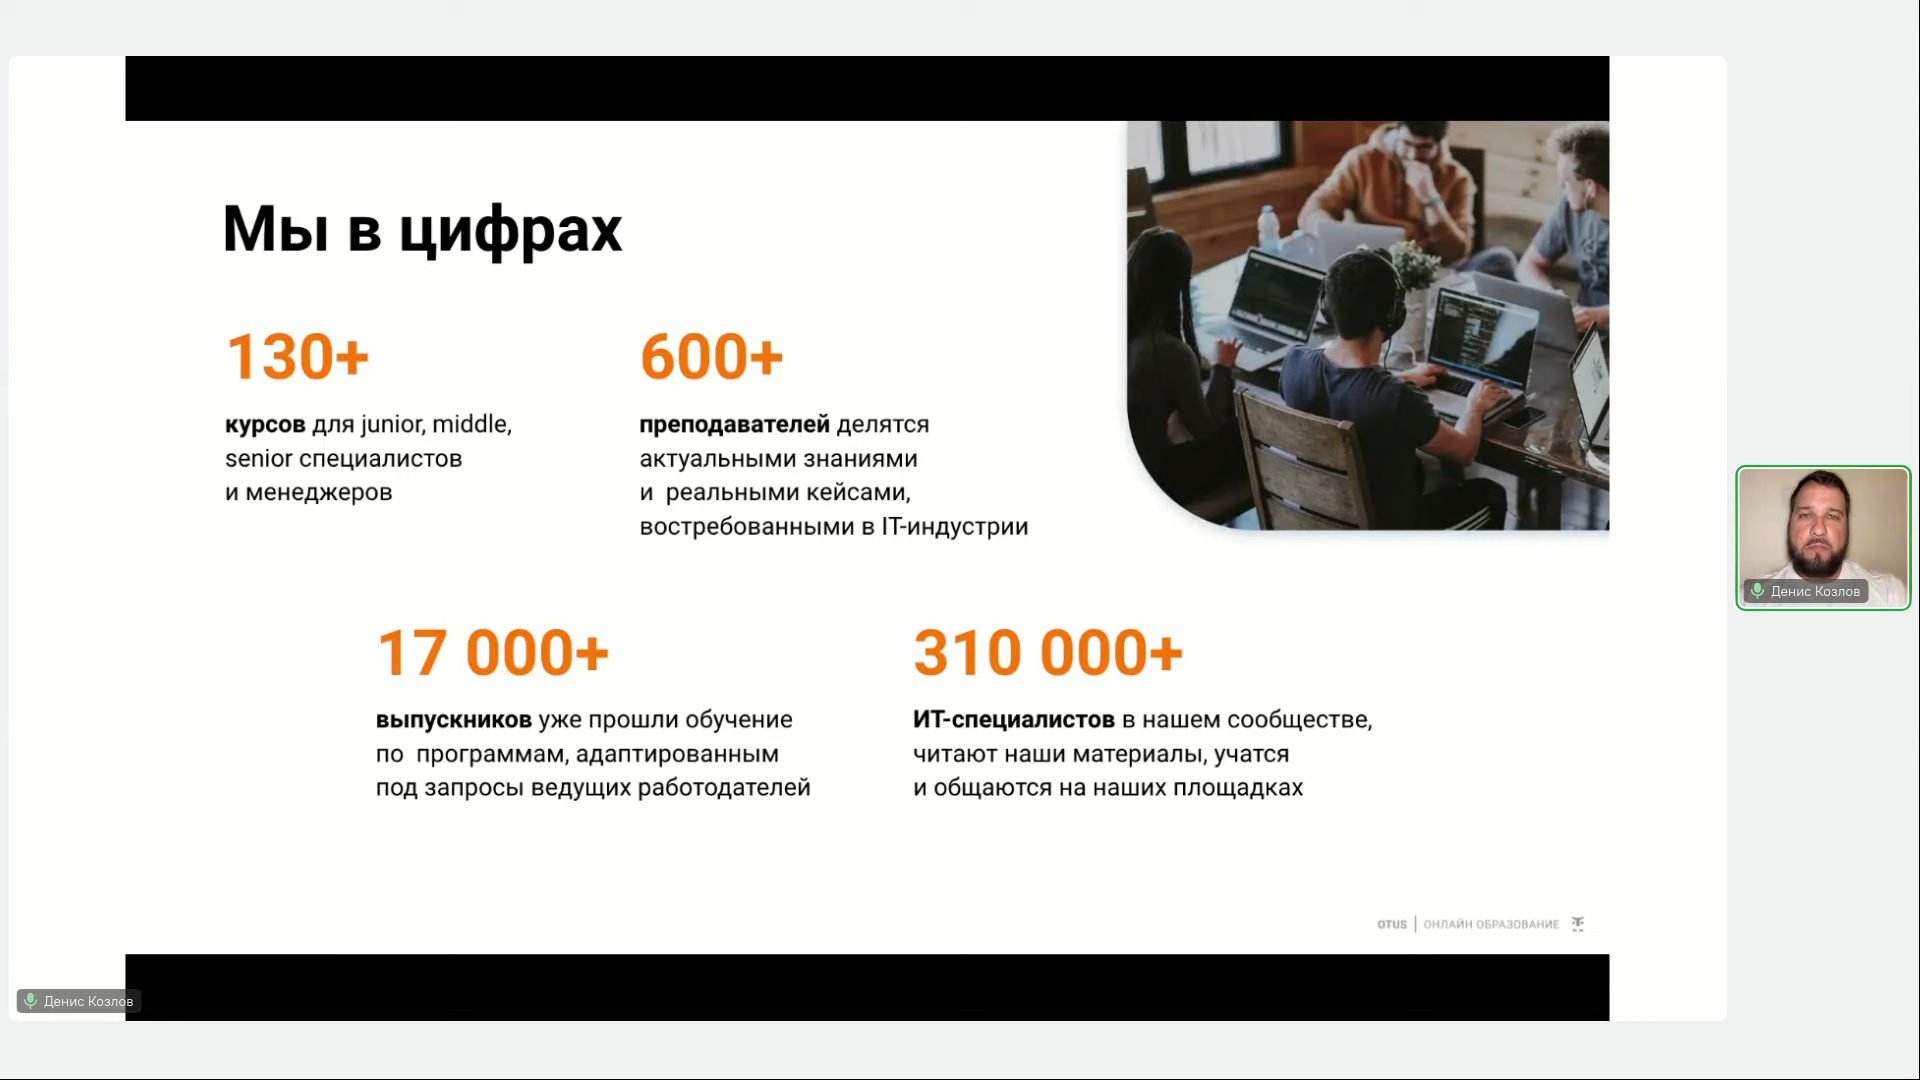 Мы в цифрах
130+
курсов для junior, middle,
senior специалистов
и менеджеров
600+
преподавателей делятся
актуальными знаниями
и реальными кейсами,
востребованными в IT-индустрии
17 000+
выпускников уже прошли обучение
по программам, адаптированным
под запросы ведущих работодателей
310 000+
ИТ-специалистов в нашем сообществе,
читают наши материалы, учатся
и общаются на наших площадках
OTUS | ОНЛАЙН ОБРАЗОВАНИЕ
Денис Козлов
Денис Козлов